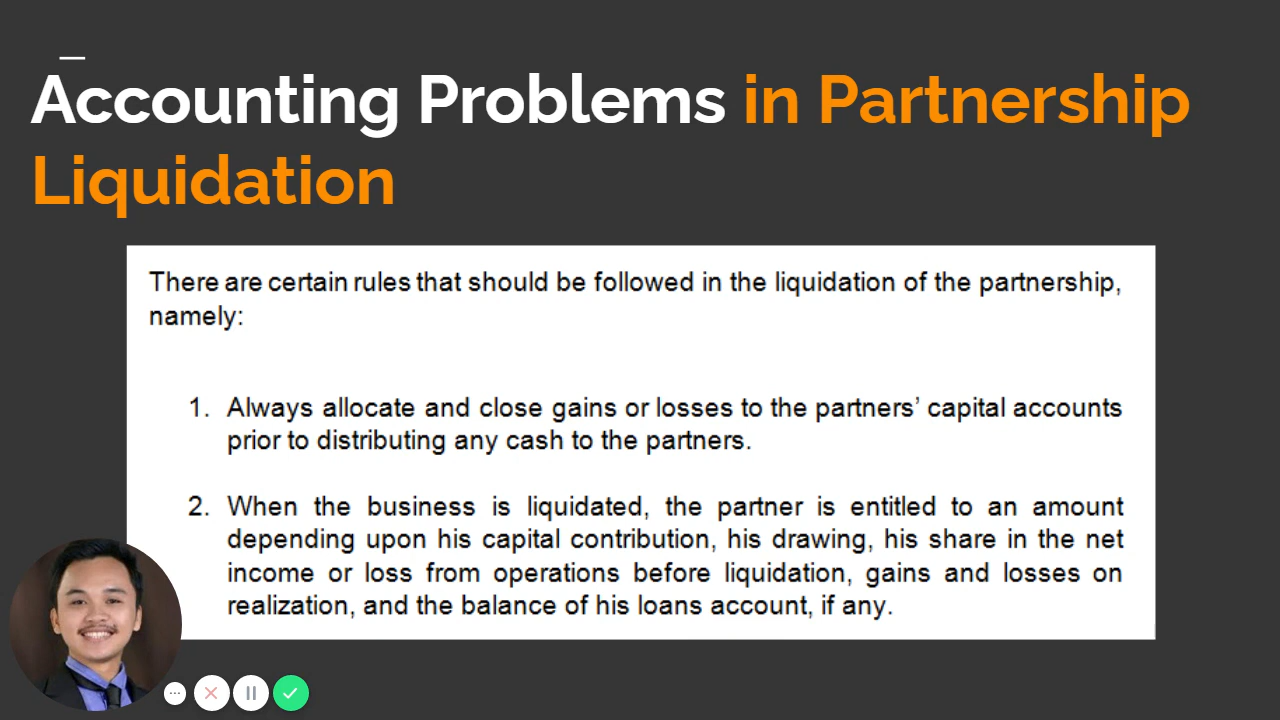 Accounting Problems in Partnership
Liquidation
There are certain rules that should be followed in the liquidation of the partnership,
namely:
1. Always allocate and close gains or losses to the partners’ capital accounts
prior to distributing any cash to the partners.
2. When the business is liquidated, the partner is entitled to an amount
depending upon his capital contribution, his drawing, his share in the net
income or loss from operations before liquidation, gains and losses on
realization, and the balance of his loans account, if any.